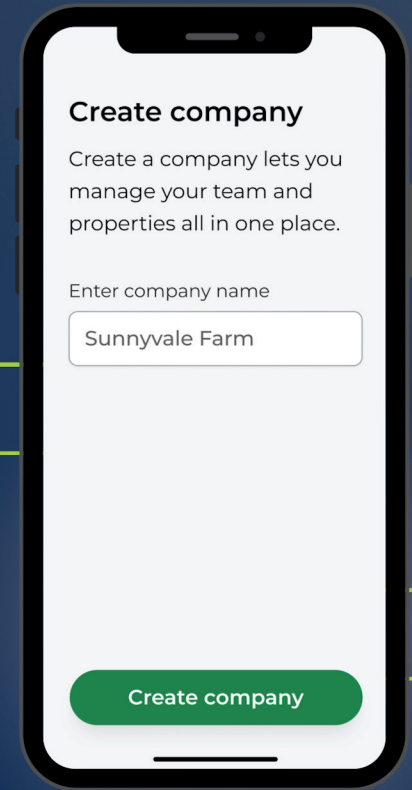 Create company
Create a company lets you
manage your team and
properties all in one place.
Enter company name
Sunnyvale Farm
Create company